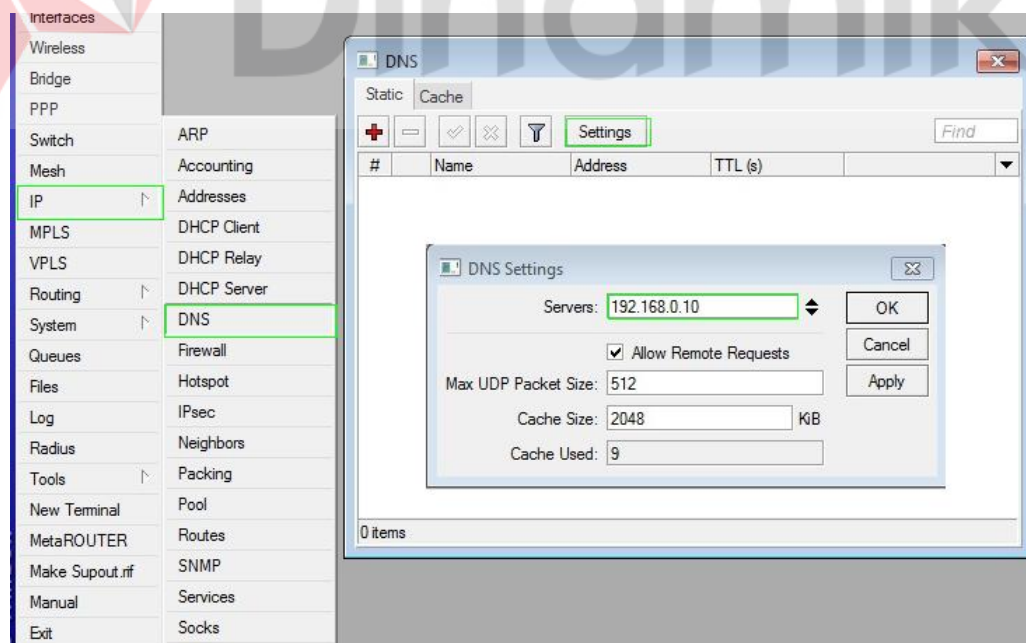 Dinamik
Interfaces
Wireless
Bridge
PPP
Switch
Mesh
IP
MPLS
VPLS
Routing
System
Queues
Files
Log
Radius
Tools
New Terminal
MetaROUTER
Make Supout.rif
Manual
Exit
ARP
Accounting
Addresses
DHCP Client
DHCP Relay
DHCP Server
DNS
Firewall
Hotspot
IPsec
Neighbors
Packing
Pool
Routes
SNMP
Services
Socks
DNS
Static Cache
Settings Find
# Name Address TTL (s)
DNS Settings
Servers: 192.168.0.10 OK
Allow Remote Requests Cancel
Max UDP Packet Size: 512 Apply
Cache Size: 2048 KiB
Cache Used: 9
0 items